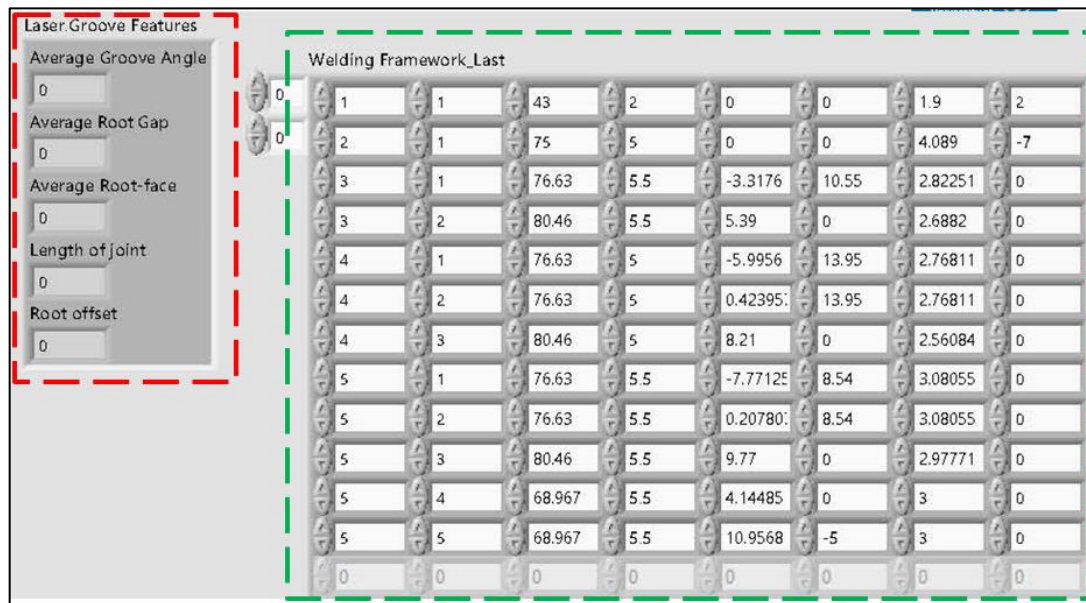 Laser.Groove Features
Average Groove Angle
0
Average Root Gap
0
Average Root-face
0
Length of joint
0
Root offset
0
Welding Framework_Last
0
0
1 1 43 2 0 0 1.9 2
2 1 75 5 0 0 4.089 -7
3 1 76.63 5.5 -3.3176 10.55 2.82251 0
3 2 80.46 5.5 5.39 0 2.6882 0
4 1 76.63 5 -5.9956 13.95 2.76811 0
4 2 76.63 5 0.42395 13.95 2.76811 0
4 3 80.46 5 8.21 0 2.56084 0
5 1 76.63 5.5 -7.7712 8.54 3.08055 0
5 2 76.63 5.5 0.20780 8.54 3.08055 0
5 3 80.46 5.5 9.77 0 2.97771 0
5 4 68.967 5.5 4.14485 0 3 0
5 5 68.967 5.5 10.9568 -5 3 0
0 0 0 0 0 0 0 0